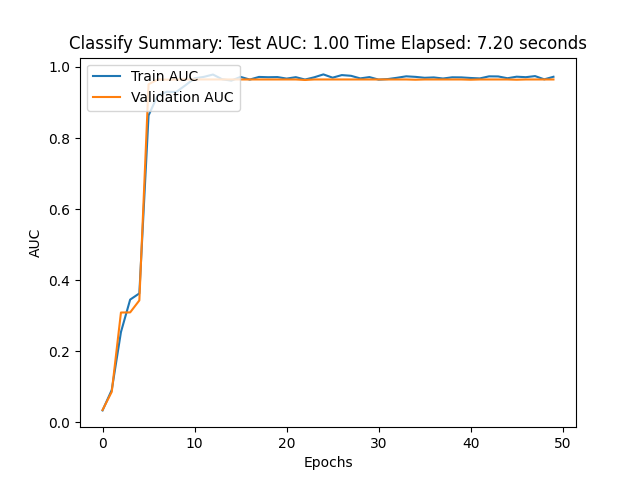 Classify Summary: Test AUC: 1.00 Time Elapsed: 7.20 seconds
Train AUC
Validation AUC
1.0
0.8
0.6
0.4
0.2
0.0
AUC
0 10 20 30 40 50
Epochs